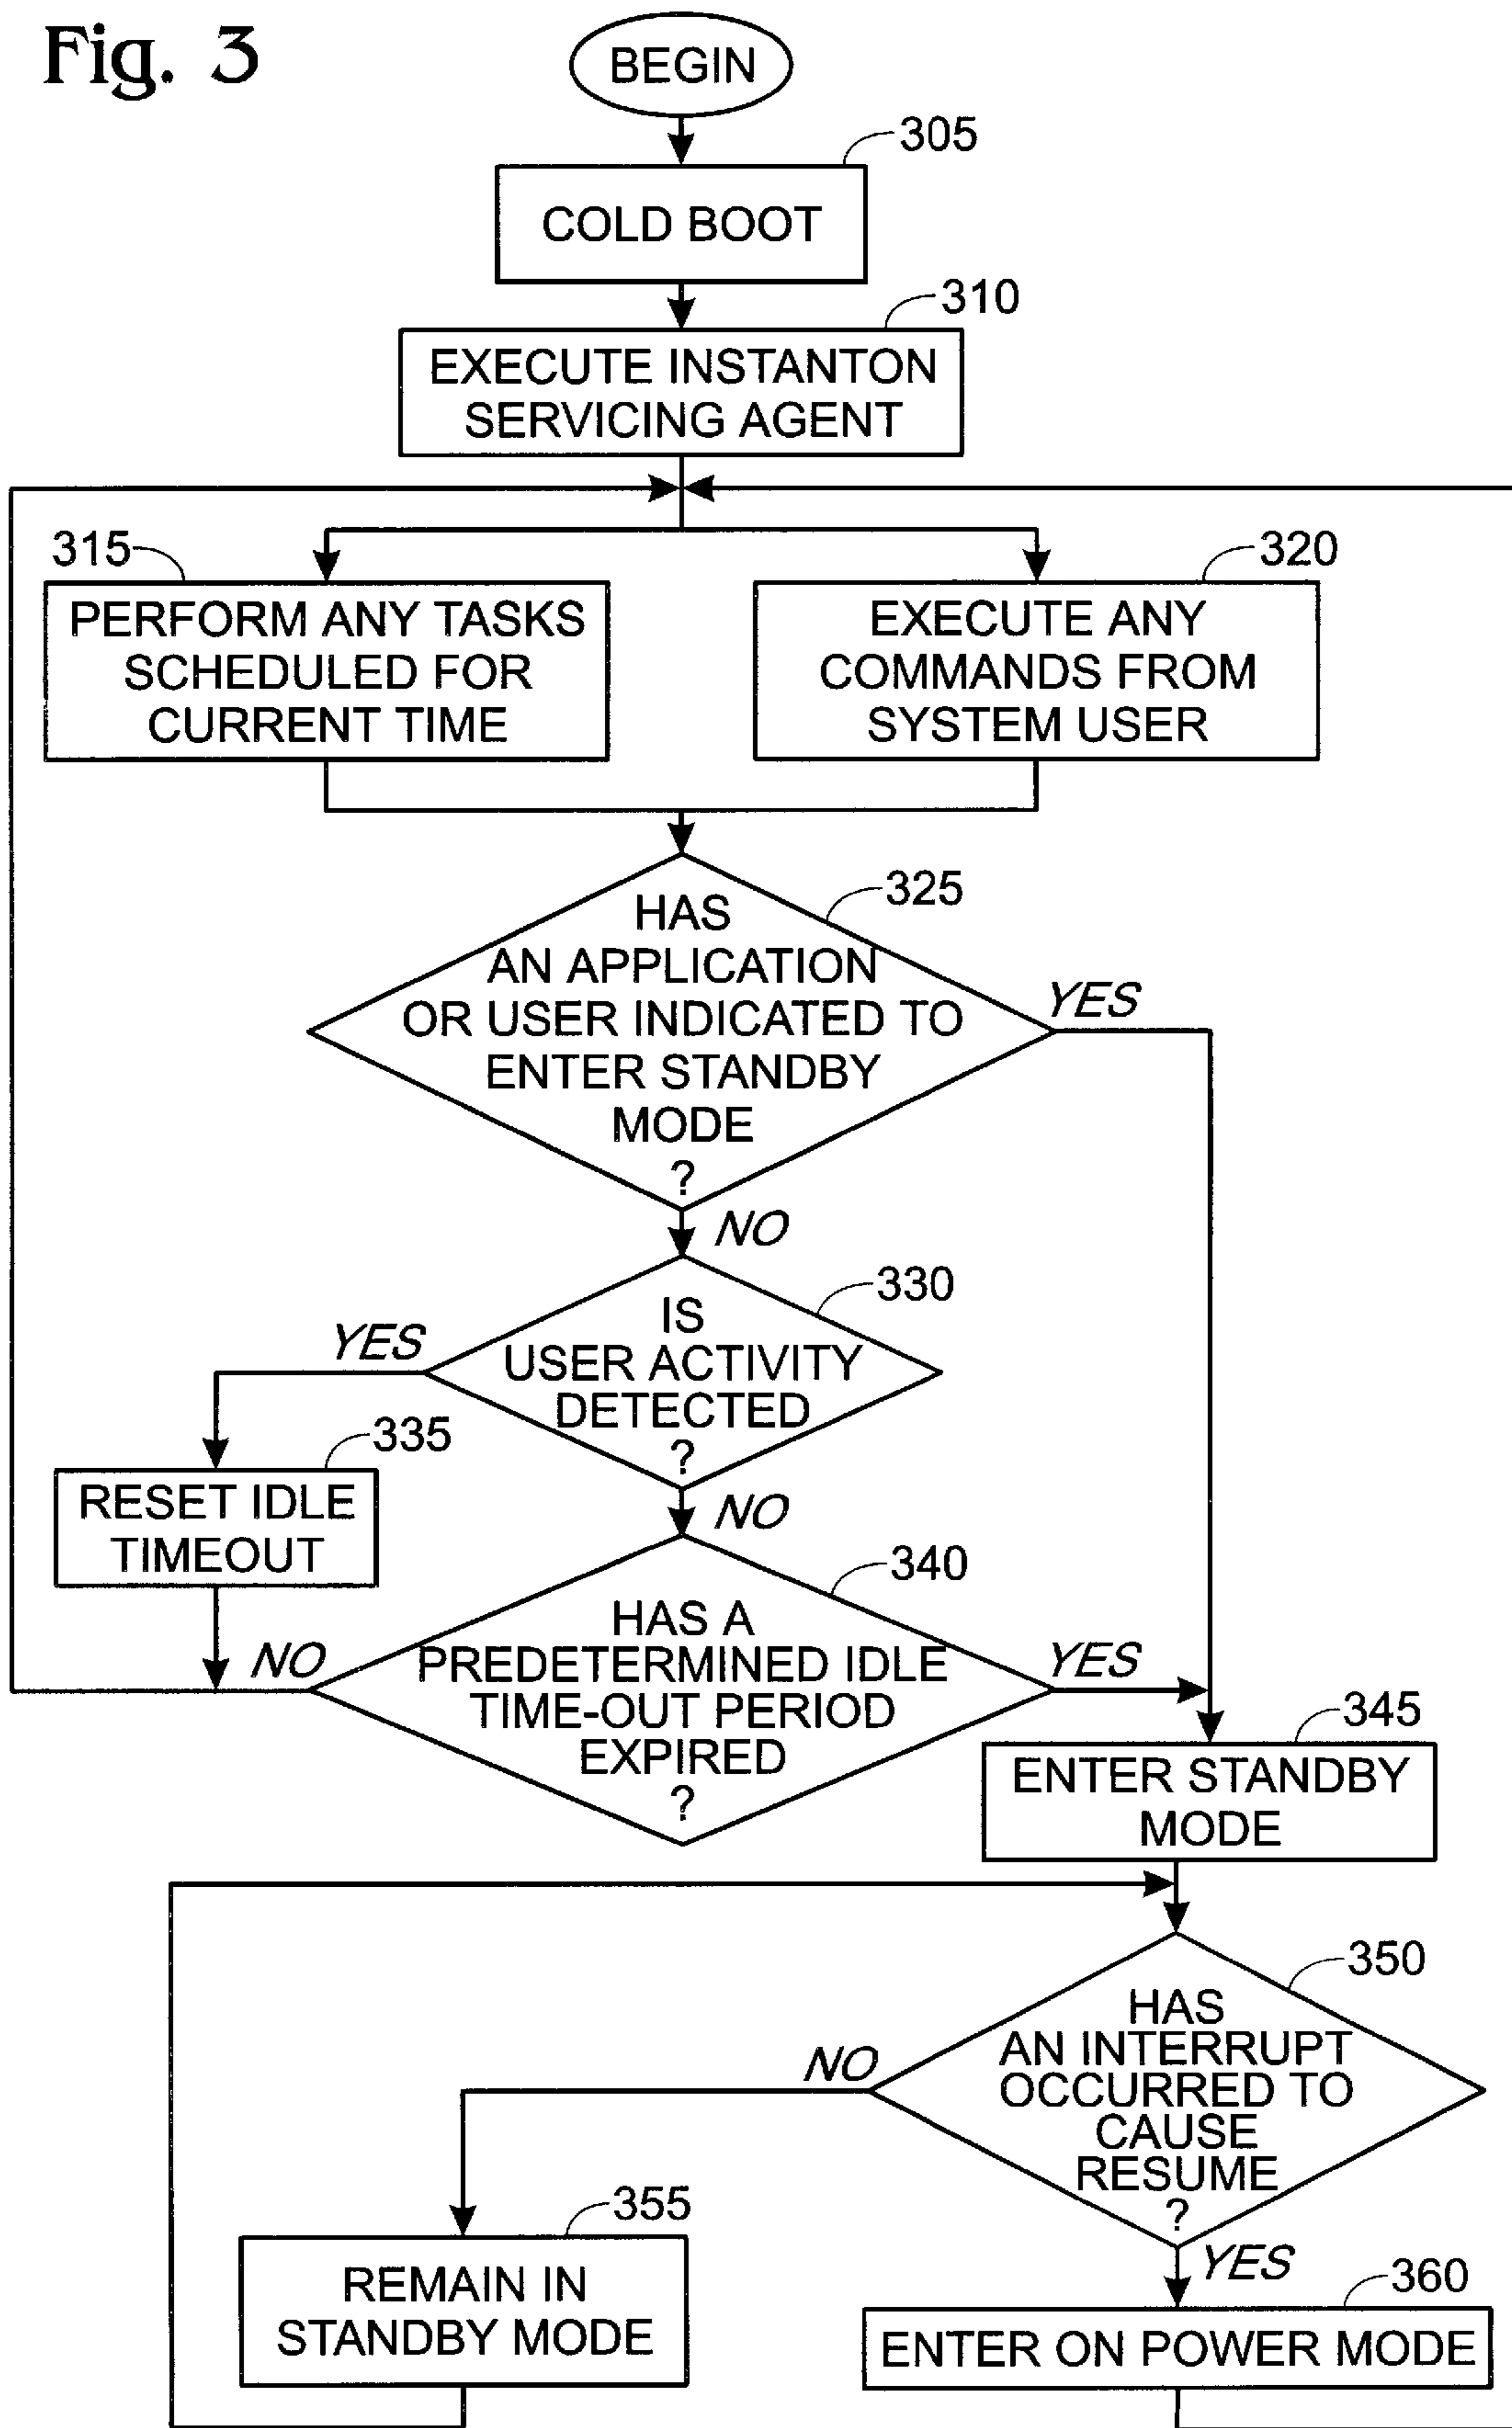 Fig. 3
BEGIN
305
COLD BOOT
310
EXECUTE INSTANTON
SERVICING AGENT
315
PERFORM ANY TASKS
SCHEDULED FOR
CURRENT TIME
320
EXECUTE ANY
COMMANDS FROM
SYSTEM USER
325
HAS
AN APPLICATION
OR USER INDICATED TO
ENTER STANDBY
MODE
?
YES
NO
330
IS
USER ACTIVITY
DETECTED
?
YES
NO
335
RESET IDLE
TIMEOUT
340
HAS A
PREDETERMINED IDLE
TIME-OUT PERIOD
EXPIRED
?
NO
YES
345
ENTER STANDBY
MODE
350
HAS
AN INTERRUPT
OCCURRED TO
CAUSE
RESUME
?
NO
YES
355
REMAIN IN
STANDBY MODE
360
ENTER ON POWER MODE